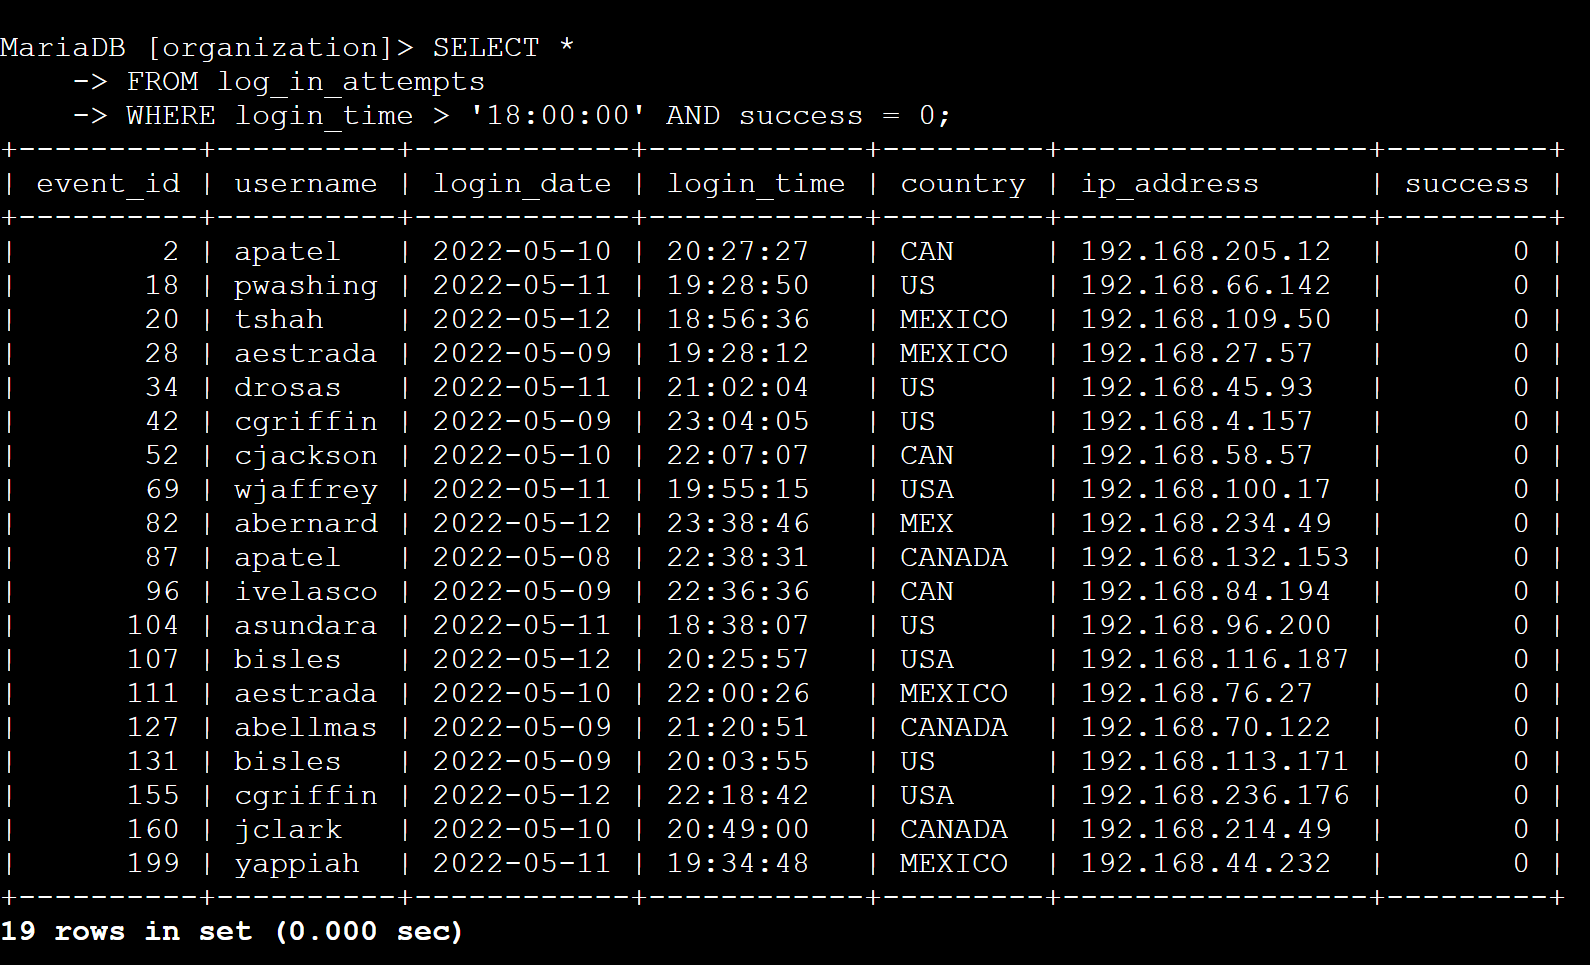 MariaDB [organization]> SELECT *
    -> FROM log_in_attempts
    -> WHERE login_time > '18:00:00' AND success = 0;
+----------+----------+------------+------------+---------+-----------------+---------+
| event_id | username | login_date | login_time | country | ip_address      | success |
+----------+----------+------------+------------+---------+-----------------+---------+
|        2 | apatel   | 2022-05-10 | 20:27:27   | CAN     | 192.168.205.12  |       0 |
|       18 | pwashing | 2022-05-11 | 19:28:50   | US      | 192.168.66.142  |       0 |
|       20 | tshah    | 2022-05-12 | 18:56:36   | MEXICO  | 192.168.109.50  |       0 |
|       28 | aestrada | 2022-05-09 | 19:28:12   | MEXICO  | 192.168.27.57   |       0 |
|       34 | drosas   | 2022-05-11 | 21:02:04   | US      | 192.168.45.93   |       0 |
|       42 | cgriffin | 2022-05-09 | 23:04:05   | US      | 192.168.4.157   |       0 |
|       52 | cjackson | 2022-05-10 | 22:07:07   | CAN     | 192.168.58.57   |       0 |
|       69 | wjaffrey | 2022-05-11 | 19:55:15   | USA     | 192.168.100.17  |       0 |
|       82 | abernard | 2022-05-12 | 23:38:46   | MEX     | 192.168.234.49  |       0 |
|       87 | apatel   | 2022-05-08 | 22:38:31   | CANADA  | 192.168.132.153 |       0 |
|       96 | ivelasco | 2022-05-09 | 22:36:36   | CAN     | 192.168.84.194  |       0 |
|      104 | asundara | 2022-05-11 | 18:38:07   | US      | 192.168.96.200  |       0 |
|      107 | bisles   | 2022-05-12 | 20:25:57   | USA     | 192.168.116.187 |       0 |
|      111 | aestrada | 2022-05-10 | 22:00:26   | MEXICO  | 192.168.76.27   |       0 |
|      127 | abellmas | 2022-05-09 | 21:20:51   | CANADA  | 192.168.70.122  |       0 |
|      131 | bisles   | 2022-05-09 | 20:03:55   | US      | 192.168.113.171 |       0 |
|      155 | cgriffin | 2022-05-12 | 22:18:42   | USA     | 192.168.236.176 |       0 |
|      160 | jclark   | 2022-05-10 | 20:49:00   | CANADA  | 192.168.214.49  |       0 |
|      199 | yappiah  | 2022-05-11 | 19:34:48   | MEXICO  | 192.168.44.232  |       0 |
+----------+----------+------------+------------+---------+-----------------+---------+
19 rows in set (0.000 sec)